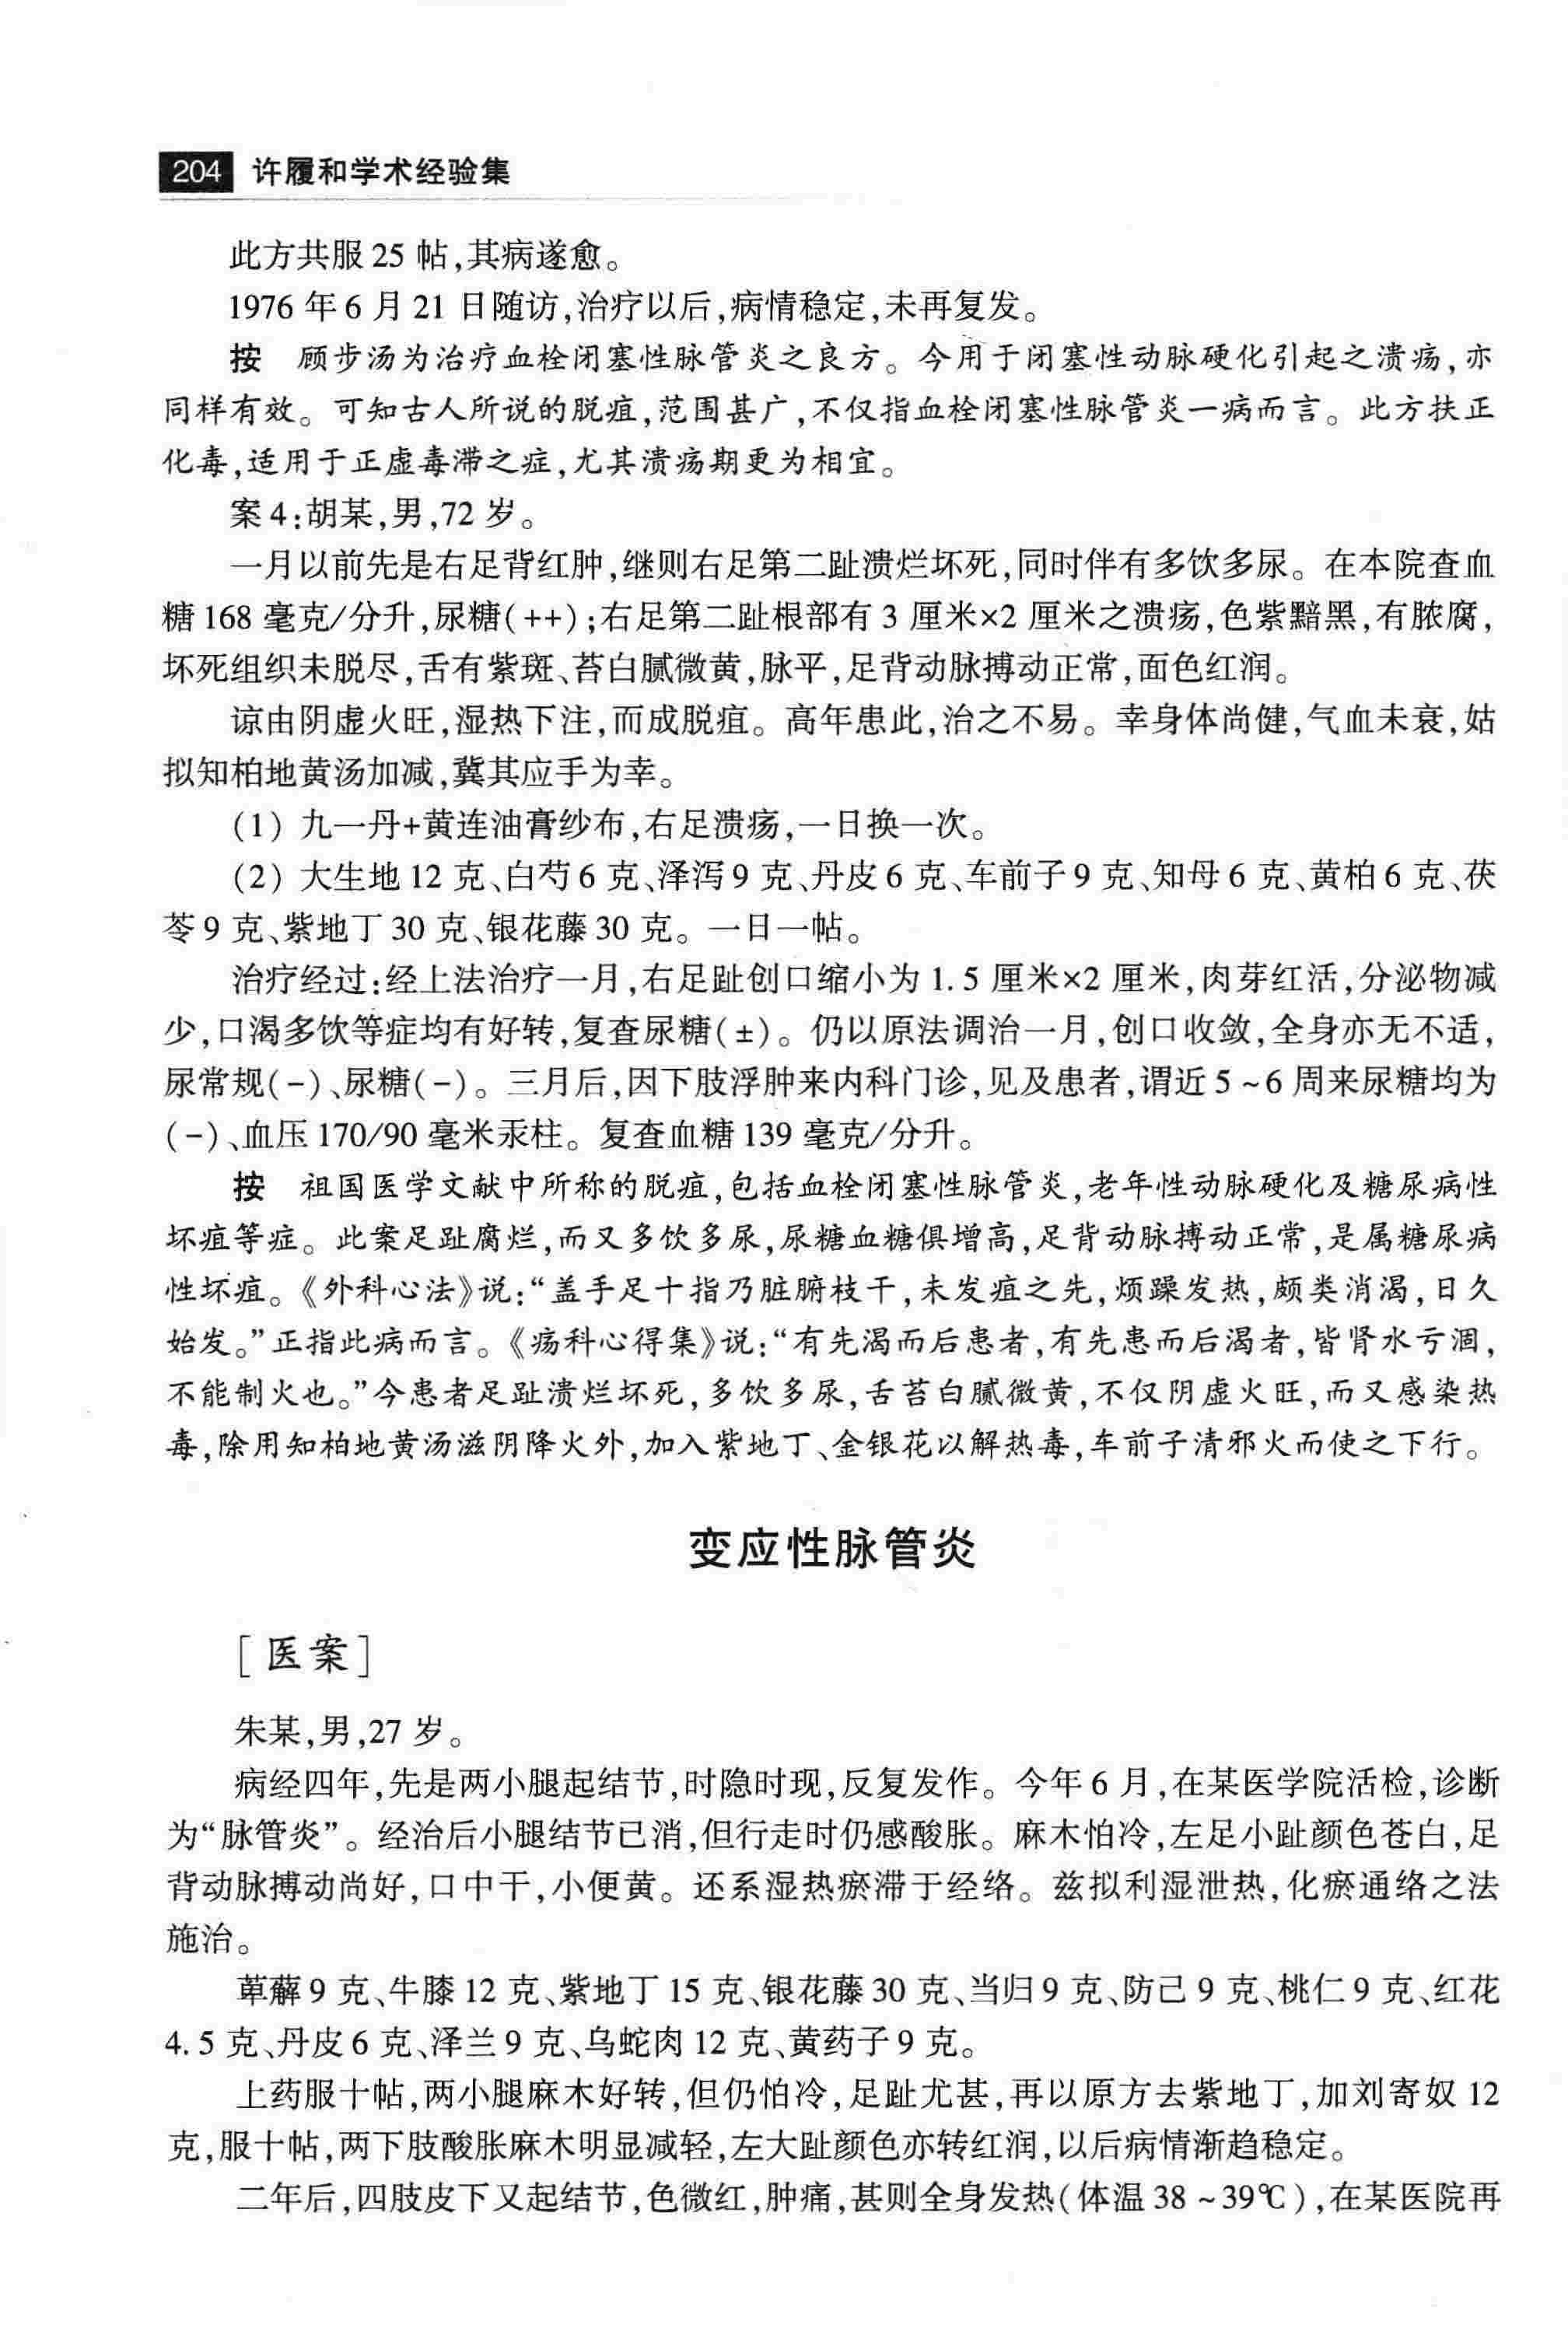 204 许履和学术经验集
此方共服 25 帖,其病遂愈。
1976 年 6 月 21 日随访,治疗以后,病情稳定,未再复发。
按 顾步汤为治疗血栓闭塞性脉管炎之良方。今用于闭塞性动脉硬化引起之溃疡,亦
同样有效。可知古人所说的脱疽,范围甚广,不仅指血栓闭塞性脉管炎一病而言。此方扶正
化毒,适用于正虚毒滞之症,尤其溃疡期更为相宜。
案 4:胡某,男,72 岁。
一月以前先是右足背红肿,继则右足第二趾溃烂坏死,同时伴有多饮多尿。在本院查血
糖 168 毫克/分升,尿糖(++);右足第二趾根部有 3 厘米×2 厘米之溃疡,色紫黯黑,有脓腐,
坏死组织未脱尽,舌有紫斑、苔白腻微黄,脉平,足背动脉搏动正常,面色红润。
谅由阴虚火旺,湿热下注,而成脱疽。高年患此,治之不易。幸身体尚健,气血未衰,姑
拟知柏地黄汤加减,冀其应手为幸。
(1) 九一丹+黄连油膏纱布,右足溃疡,一日换一次。
(2) 大生地 12 克、白芍 6 克、泽泻 9 克、丹皮 6 克、车前子 9 克、知母 6 克、黄柏 6 克、茯
苓 9 克、紫地丁 30 克、银花藤 30 克。一日一帖。
治疗经过:经上法治疗一月,右足趾创口缩小为 1.5 厘米×2 厘米,肉芽红活,分泌物减
少,口渴多饮等症均有好转,复查尿糖(±)。仍以原法调治一月,创口收敛,全身亦无不适,
尿常规(-)、尿糖(-)。三月后,因下肢浮肿来内科门诊,见及患者,谓近 5~6 周来尿糖均为
(-)、血压 170/90 毫米汞柱。复查血糖 139 毫克/分升。
按 祖国医学文献中所称的脱疽,包括血栓闭塞性脉管炎,老年性动脉硬化及糖尿病性
坏疽等症。此案足趾腐烂,而又多饮多尿,尿糖血糖俱增高,足背动脉搏动正常,是属糖尿病
性坏疽。《外科心法》说:“盖手足十指乃脏腑枝干,未发疽之先,烦躁发热,颇类消渴,日久
始发。”正指此病而言。《疡科心得集》说:“有先渴而后患者,有先患而后渴者,皆肾水亏涸,
不能制火也。”今患者足趾溃烂坏死,多饮多尿,舌苔白腻微黄,不仅阴虚火旺,而又感染热
毒,除用知柏地黄汤滋阴降火外,加入紫地丁、金银花以解热毒,车前子清邪火而使之下行。
变应性脉管炎
[医案]
朱某,男,27 岁。
病经四年,先是两小腿起结节,时隐时现,反复发作。今年 6 月,在某医学院活检,诊断
为“脉管炎”。经治后小腿结节已消,但行走时仍感酸胀。麻木怕冷,左足小趾颜色苍白,足
背动脉搏动尚好,口中干,小便黄。还系湿热瘀滞于经络。兹拟利湿泄热,化瘀通络之法
施治。
萆薢 9 克、牛膝 12 克、紫地丁 15 克、银花藤 30 克、当归 9 克、防己 9 克、桃仁 9 克、红花
4.5 克、丹皮 6 克、泽兰 9 克、乌蛇肉 12 克、黄药子 9 克。
上药服十帖,两小腿麻木好转,但仍怕冷,足趾尤甚,再以原方去紫地丁,加刘寄奴 12
克,服十帖,两下肢酸胀麻木明显减轻,左大趾颜色亦转红润,以后病情渐趋稳定。
二年后,四肢皮下又起结节,色微红,肿痛,甚则全身发热(体温 38~39℃),在某医院再